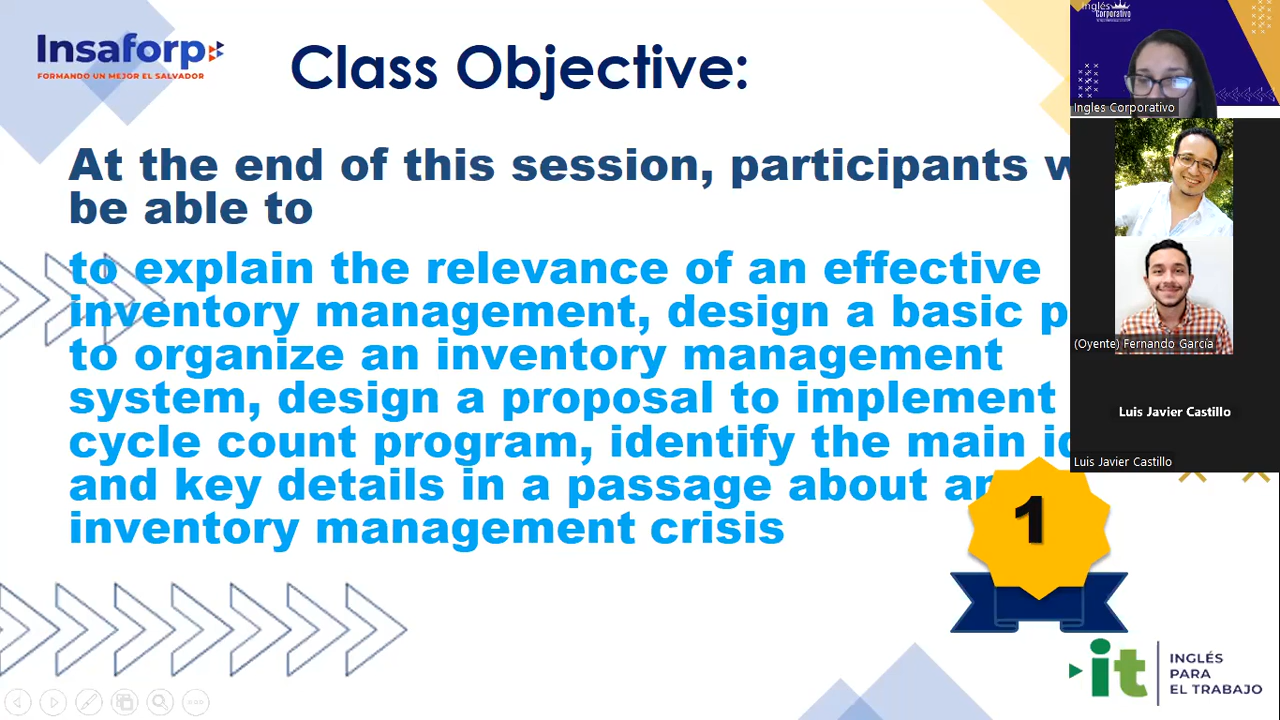 Insaforp
FORMANDO UN MEJOR EL SALVADOR
Class Objective:
At the end of this session, participants
be able to
to explain the relevance of an effective
inventory management, design a basic
to organize an inventory management
system, design a proposal to implement
cycle count program, identify the main
and key details in a passage about
inventory management crisis
1
it
INGLÉS
PARA
EL TRABAJO
Inglés
Corporativo
Ingles Corporativo
(Oyente) Fernando García
Luis Javier Castillo
Luis Javier Castillo